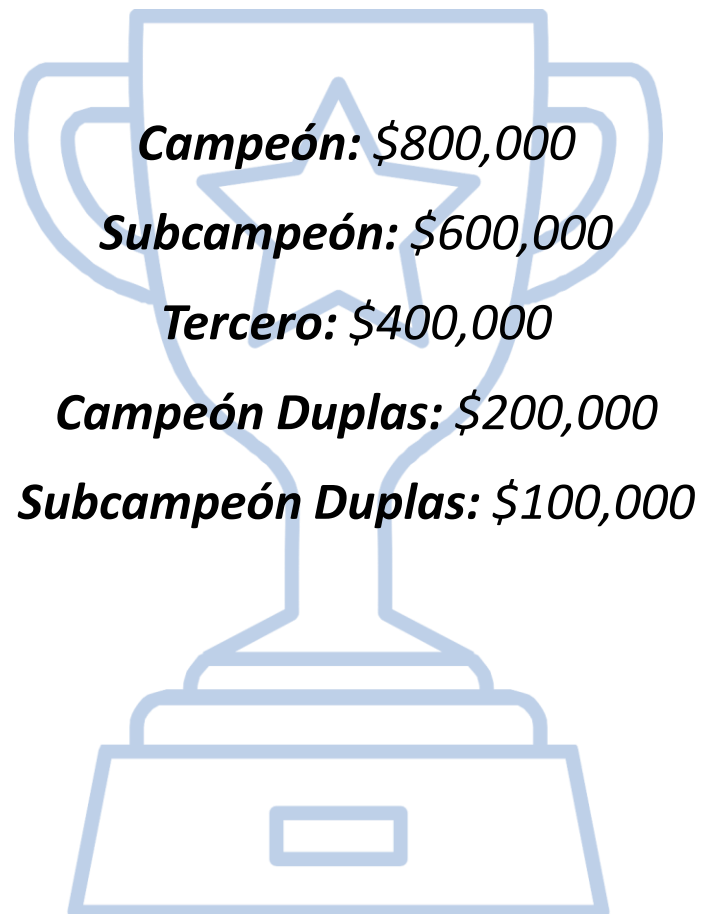 Campeón: $800,000
Subcampeón: $600,000
Tercero: $400,000
Campeón Duplas: $200,000
Subcampeón Duplas: $100,000